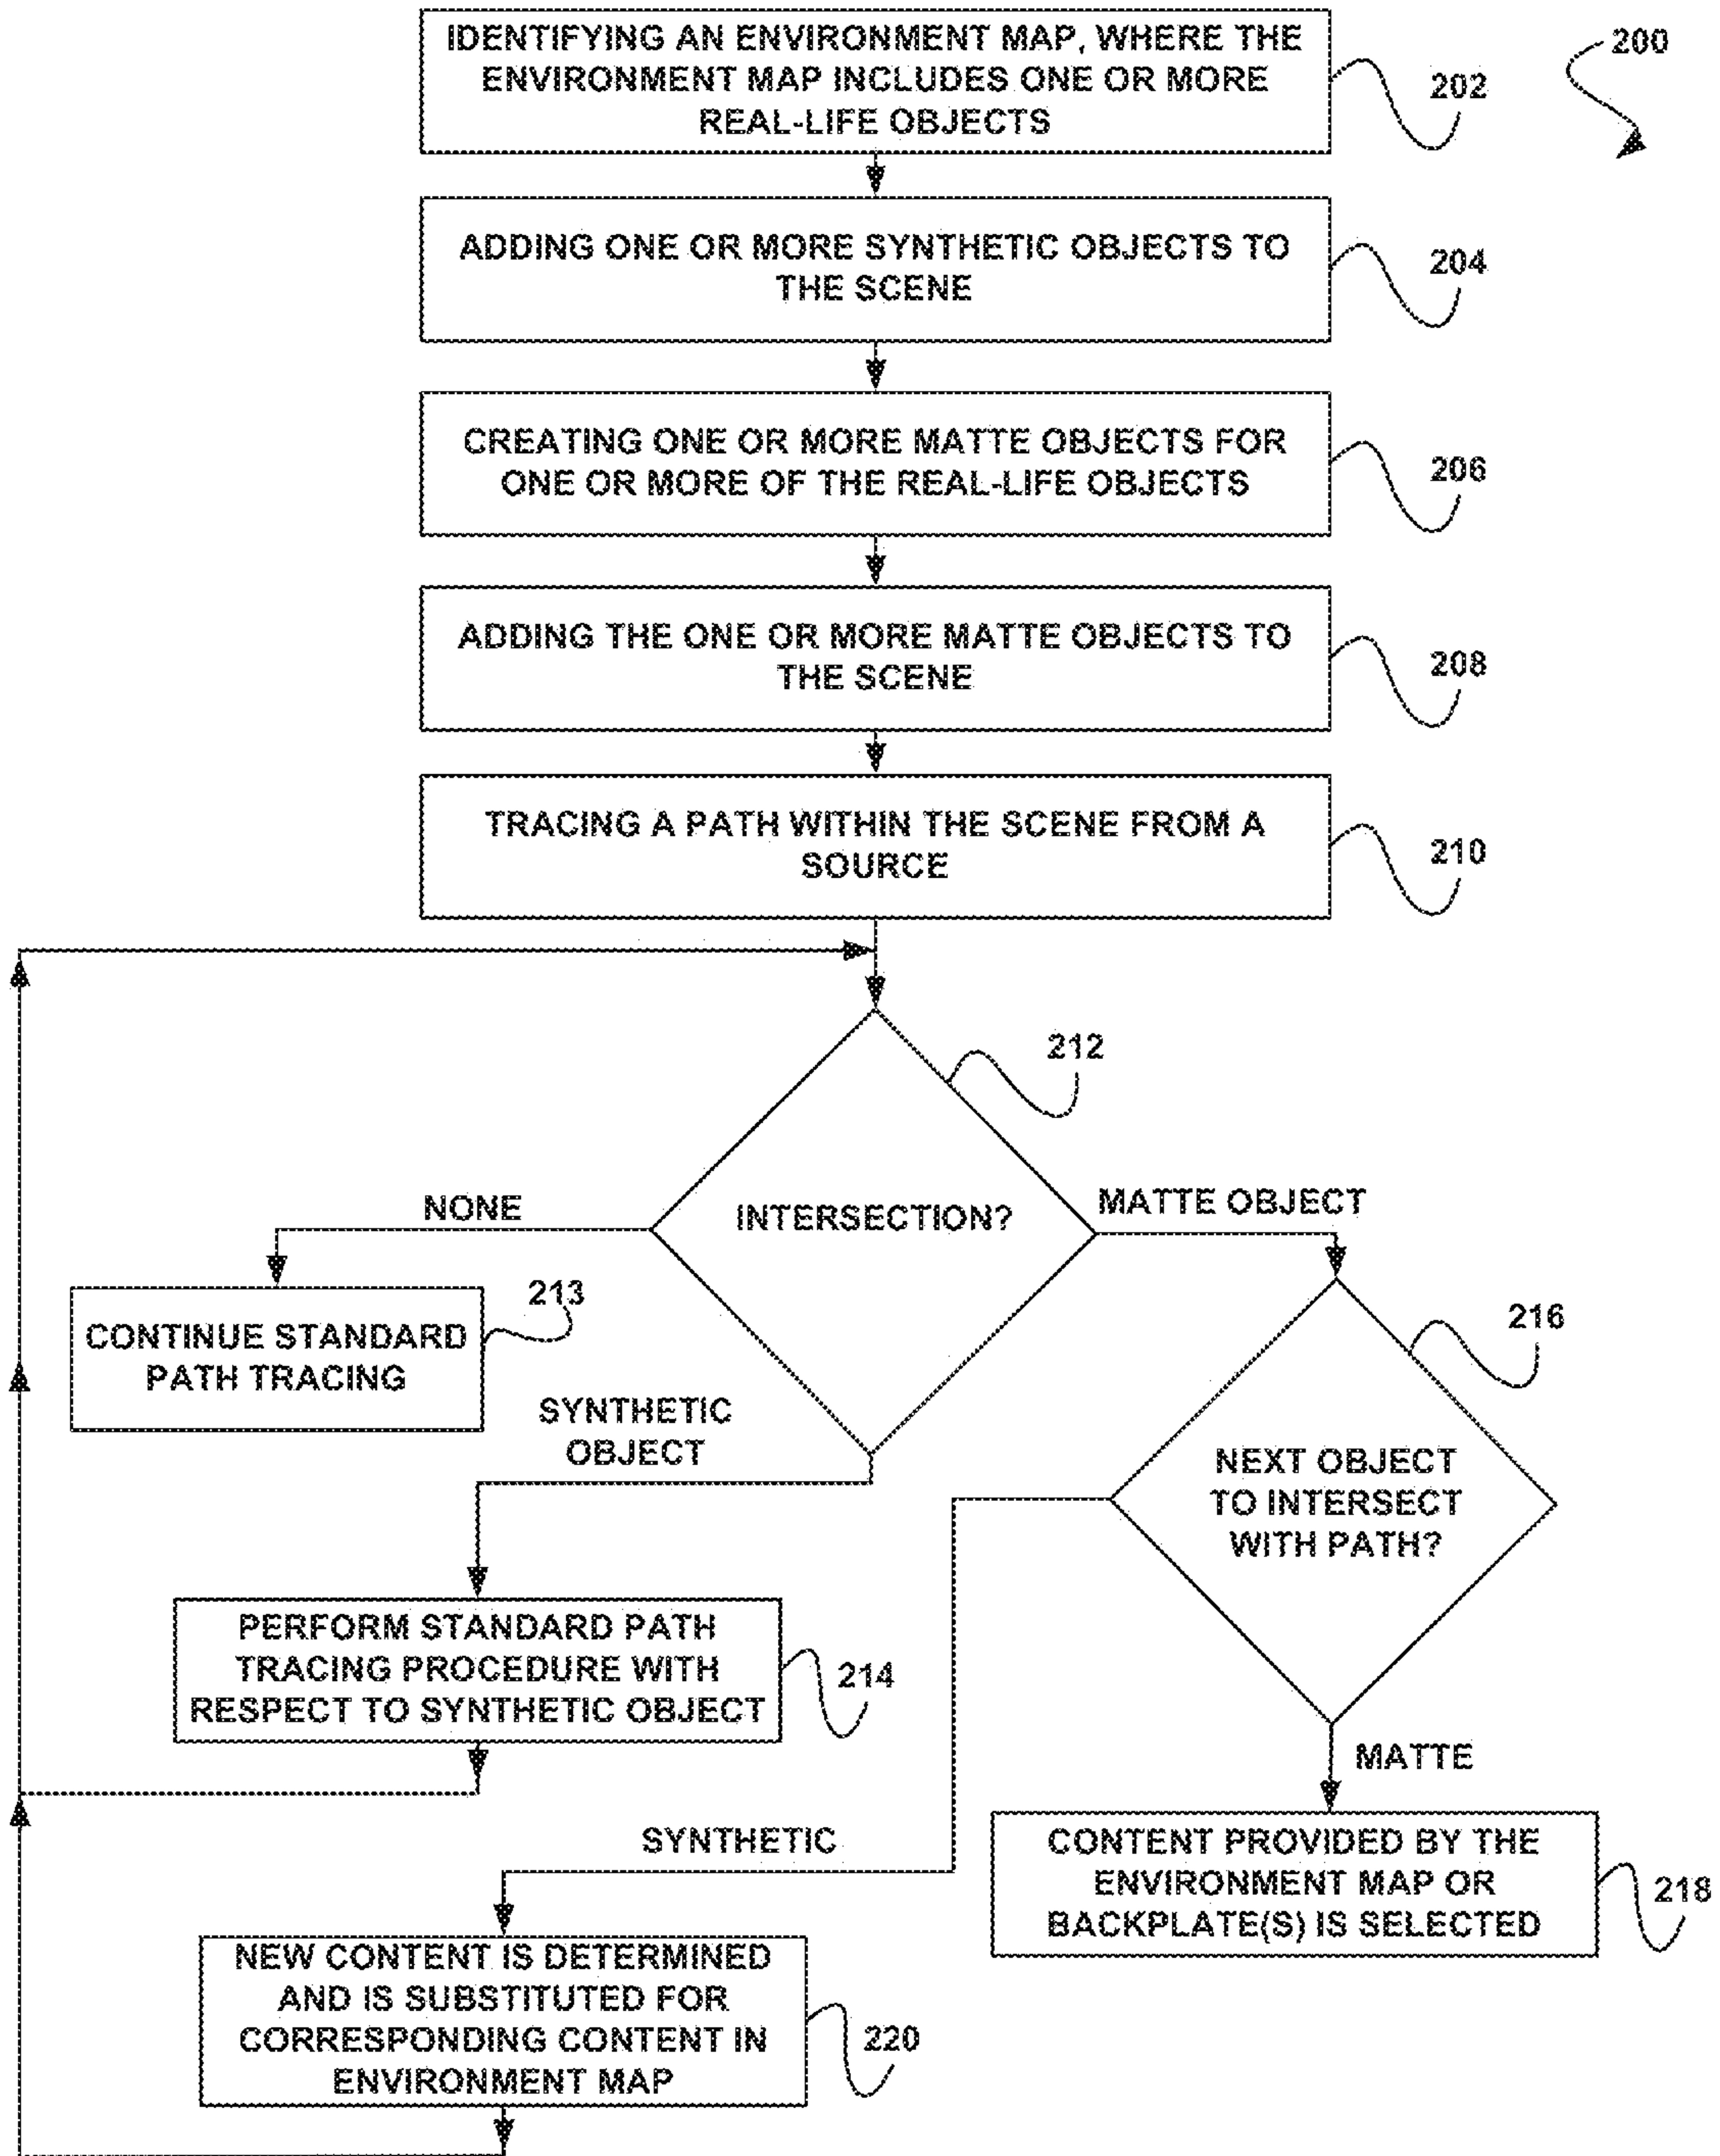 IDENTIFYING AN ENVIRONMENT MAP, WHERE THE
ENVIRONMENT MAP INCLUDES ONE OR MORE
REAL-LIFE OBJECTS
202
200
ADDING ONE OR MORE SYNTHETIC OBJECTS TO
THE SCENE
204
CREATING ONE OR MORE MATTE OBJECTS FOR
ONE OR MORE OF THE REAL-LIFE OBJECTS
206
ADDING THE ONE OR MORE MATTE OBJECTS TO
THE SCENE
208
TRACING A PATH WITHIN THE SCENE FROM A
SOURCE
210
212
INTERSECTION?
NONE
MATTE OBJECT
213
CONTINUE STANDARD
PATH TRACING
216
SYNTHETIC
OBJECT
NEXT OBJECT
TO INTERSECT
WITH PATH?
PERFORM STANDARD PATH
TRACING PROCEDURE WITH
RESPECT TO SYNTHETIC OBJECT
214
MATTE
SYNTHETIC
CONTENT PROVIDED BY THE
ENVIRONMENT MAP OR
BACKPLATE(S) IS SELECTED
218
NEW CONTENT IS DETERMINED
AND IS SUBSTITUTED FOR
CORRESPONDING CONTENT IN
ENVIRONMENT MAP
220